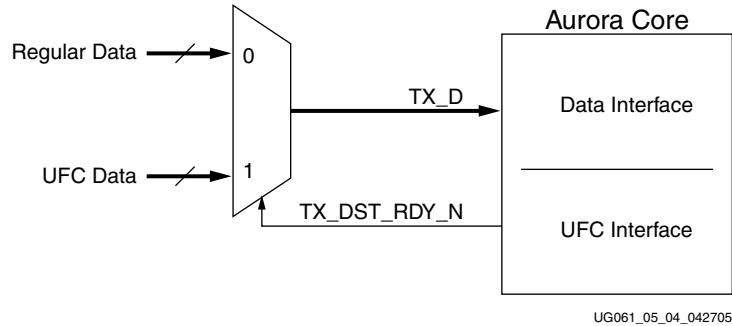 Aurora Core
Regular Data
0
TX_D
Data Interface
UFC Data
1
TX_DST_RDY_N
UFC Interface
UG061_05_04_042705